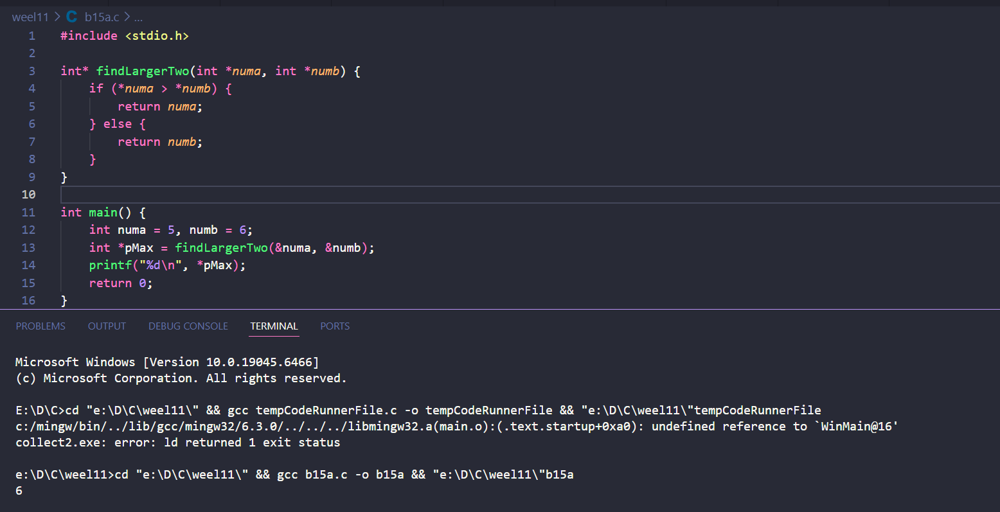 weel11 > C b15a.c > ...
1 #include <stdio.h>
2
3 int* findLargerTwo(int *numa, int *numb) {
4     if (*numa > *numb) {
5         return numa;
6     } else {
7         return numb;
8     }
9 }
10
11 int main() {
12     int numa = 5, numb = 6;
13     int *pMax = findLargerTwo(&numa, &numb);
14     printf("%d\n", *pMax);
15     return 0;
16 }
PROBLEMS OUTPUT DEBUG CONSOLE TERMINAL PORTS
Microsoft Windows [Version 10.0.19045.6466]
(c) Microsoft Corporation. All rights reserved.
E:\D\C>cd "e:\D\C\weel11\" && gcc tempCodeRunnerFile.c -o tempCodeRunnerFile && "e:\D\C\weel11\"tempCodeRunnerFile
c:/mingw/bin/../lib/gcc/mingw32/6.3.0/../../../libmingw32.a(main.o):(.text.startup+0xa0): undefined reference to `WinMain@16'
collect2.exe: error: ld returned 1 exit status
e:\D\C\weel11>cd "e:\D\C\weel11\" && gcc b15a.c -o b15a && "e:\D\C\weel11\"b15a
6